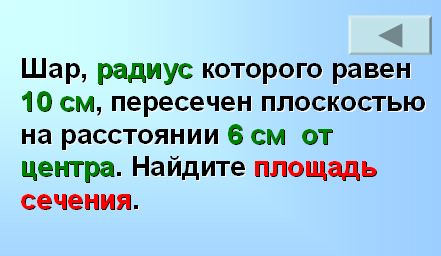 Шар, радиус которого равен
10 см, пересечен плоскостью
на расстоянии 6 см от
центра. Найдите площадь
сечения.